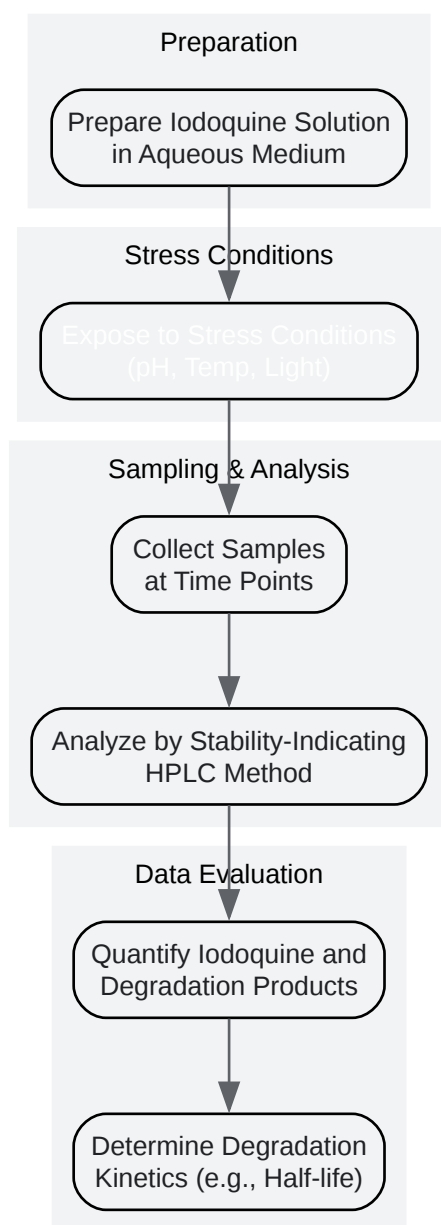 Preparation
Prepare Iodoquine Solution
in Aqueous Medium
Stress Conditions
Expose to Stress Conditions
(pH, Temp, Light)
Sampling & Analysis
Collect Samples
at Time Points
Analyze by Stability-Indicating
HPLC Method
Data Evaluation
Quantify Iodoquine and
Degradation Products
Determine Degradation
Kinetics (e.g., Half-life)